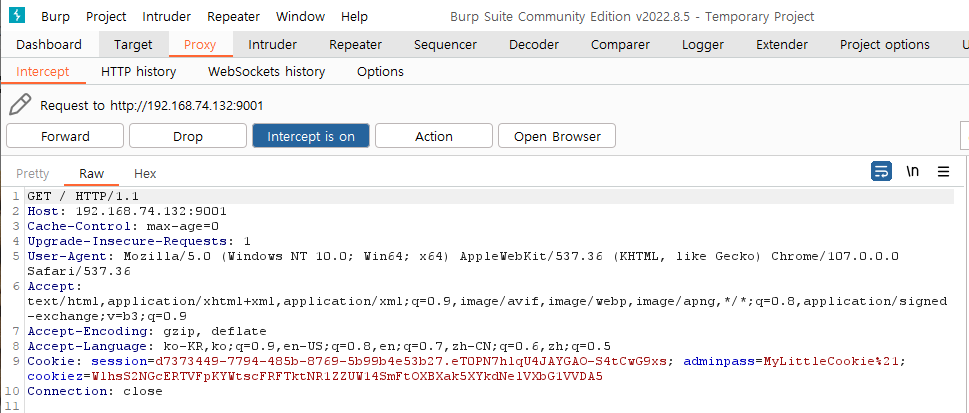 Burp Project Intruder Repeater Window Help Burp Suite Community Edition v2022.8.5 - Temporary Project
Dashboard Target Proxy Intruder Repeater Sequencer Decoder Comparer Logger Extender Project options U
Intercept HTTP history WebSockets history Options
Request to http://192.168.74.132:9001
Forward Drop Intercept is on Action Open Browser
Pretty Raw Hex \n
1 GET / HTTP/1.1
2 Host: 192.168.74.132:9001
3 Cache-Control: max-age=0
4 Upgrade-Insecure-Requests: 1
5 User-Agent: Mozilla/5.0 (Windows NT 10.0; Win64; x64) AppleWebKit/537.36 (KHTML, like Gecko) Chrome/107.0.0.0
Safari/537.36
6 Accept:
text/html,application/xhtml+xml,application/xml;q=0.9,image/avif,image/webp,image/apng,*/*;q=0.8,application/signed
-exchange;v=b3;q=0.9
7 Accept-Encoding: gzip, deflate
8 Accept-Language: ko-KR,ko;q=0.9,en-US;q=0.8,en;q=0.7,zh-CN;q=0.6,zh;q=0.5
9 Cookie: session=d7373449-7794-485b-8769-5b99b4e53b27.eTOPN7hlqU4JAYGAO-S4tCwG9xs; adminpass=MyLittleCookie%21;
cookiez=WlhsS2NGcERTVFpKYWtscFRFTktNR1ZZUW14SmFtOXBXak5XYkdNelVXbG1VVDA5
10 Connection: close
11